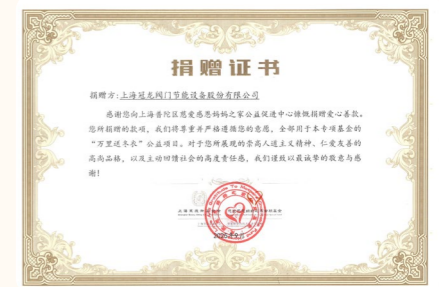 捐赠证书
捐赠方:上海冠龙阀门节能设备股份有限公司
感谢您向上海普陀区慈爱感恩妈妈之家公益促进中心慷慨捐赠爱心善款。
您所捐赠的款项,我们将尊重并严格遵循您的意愿,全部用于本专项基金的
“万里送冬衣”公益项目。对于您所展现的崇高人道主义精神、仁爱友善的
高尚品格,以及主动回馈社会的高度责任感,我们谨致以最诚挚的敬意与感
谢!